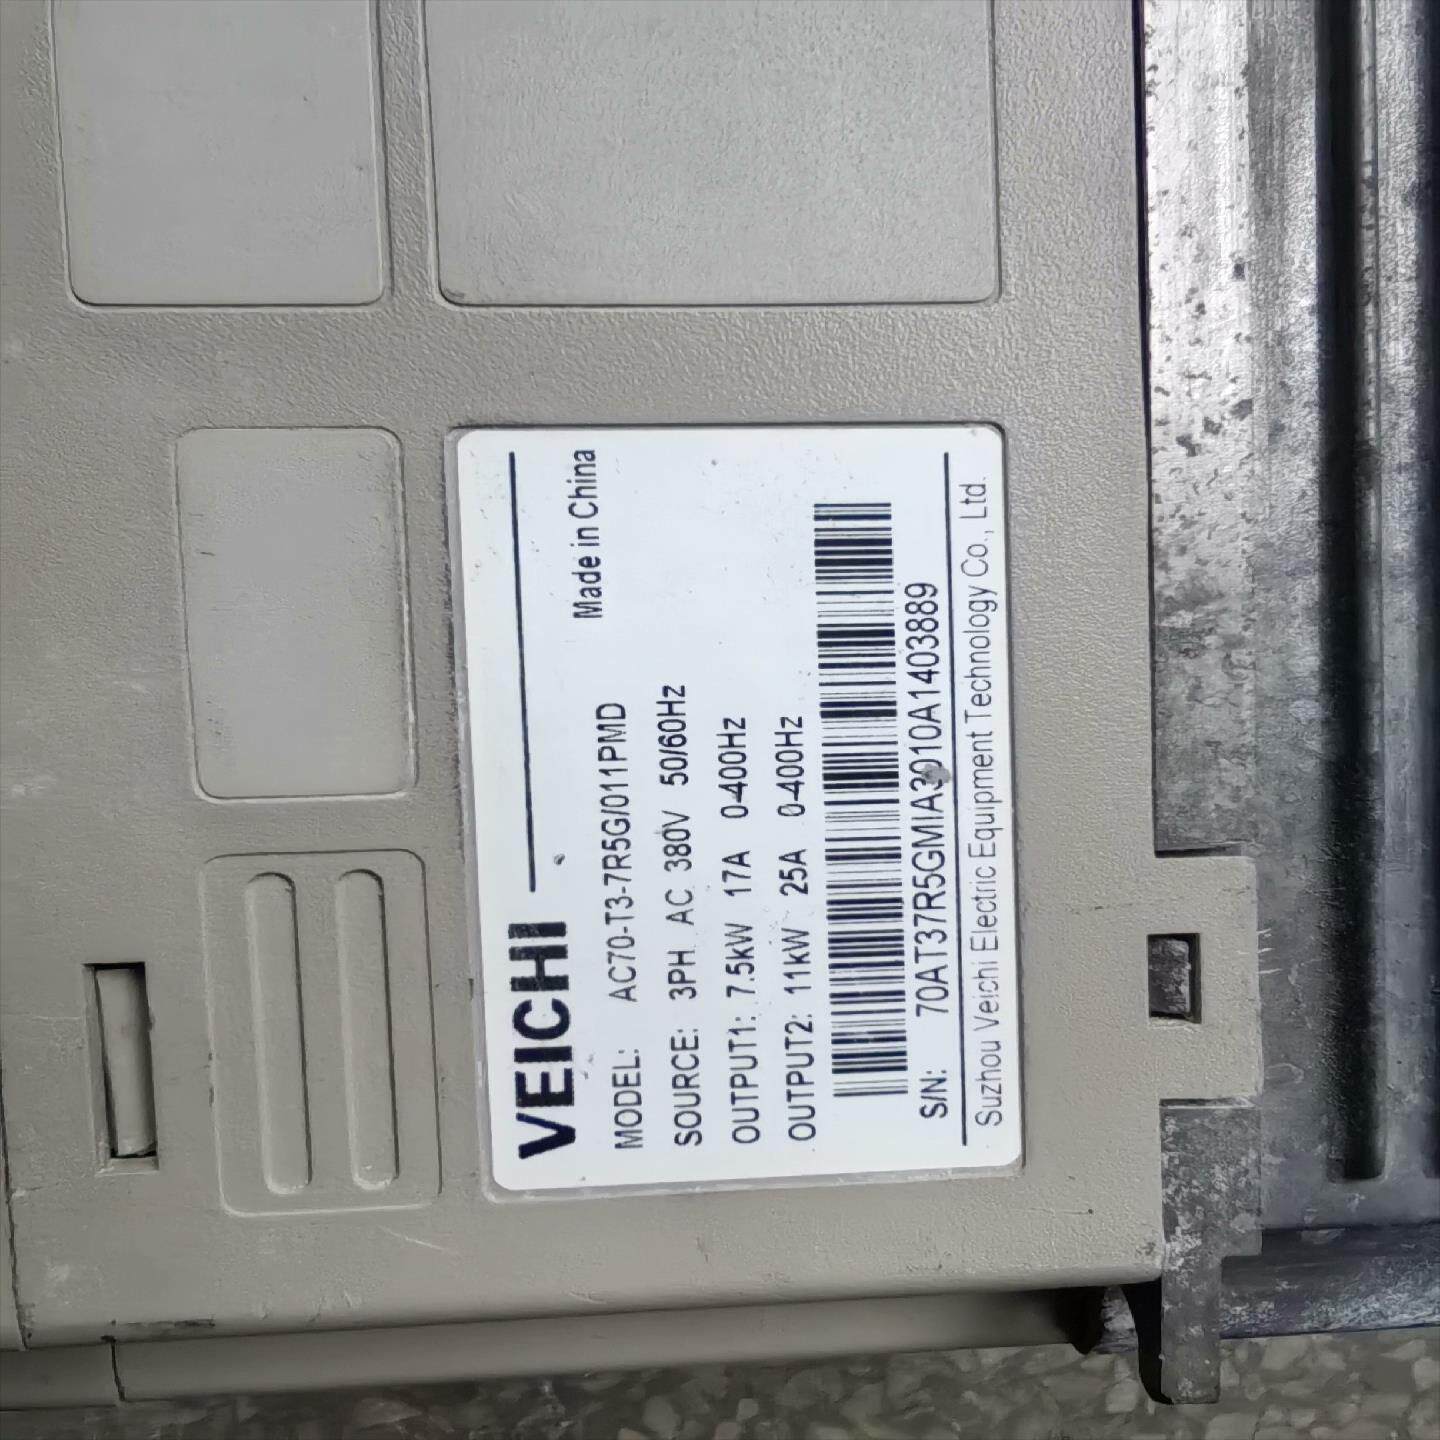 VEICHI
Made in China
MODEL: AC70-T3-7R5G/011PMD
SOURCE: 3PH AC 380V 50/60Hz
OUTPUT1: 7.5kW 17A 0-400Hz
OUTPUT2: 11kW 25A 0-400Hz
S/N: 70AT37R5GMIA3910A1403889
Suzhou Veichi Electric Equipment Technology Co., Ltd.